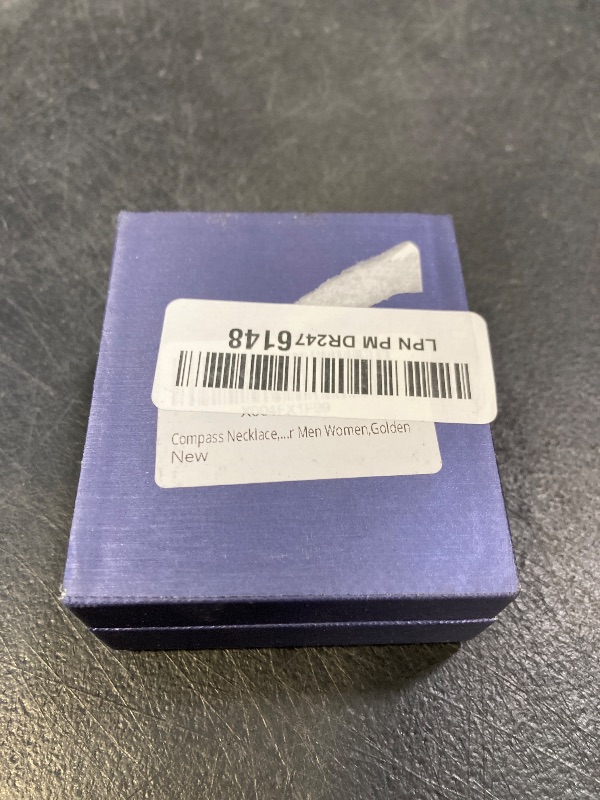 LPN PM DR2476148
Compass Necklace,...r Men Women,Golden
New